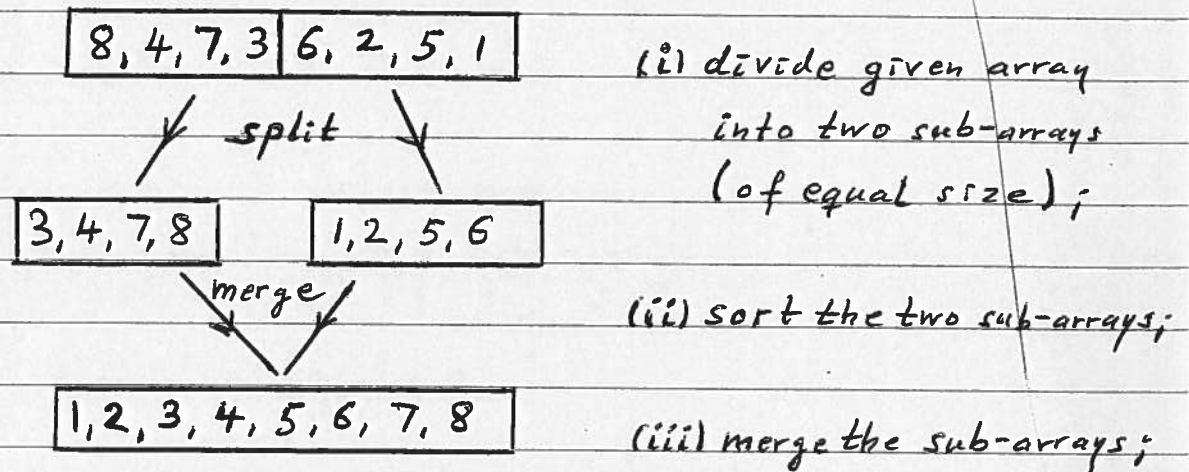 8, 4, 7, 3 6, 2, 5, 1
(i) divide given array
split
into two sub-arrays
(of equal size);
3, 4, 7, 8 1, 2, 5, 6
merge
(ii) sort the two sub-arrays;
1, 2, 3, 4, 5, 6, 7, 8
(iii) merge the sub-arrays;